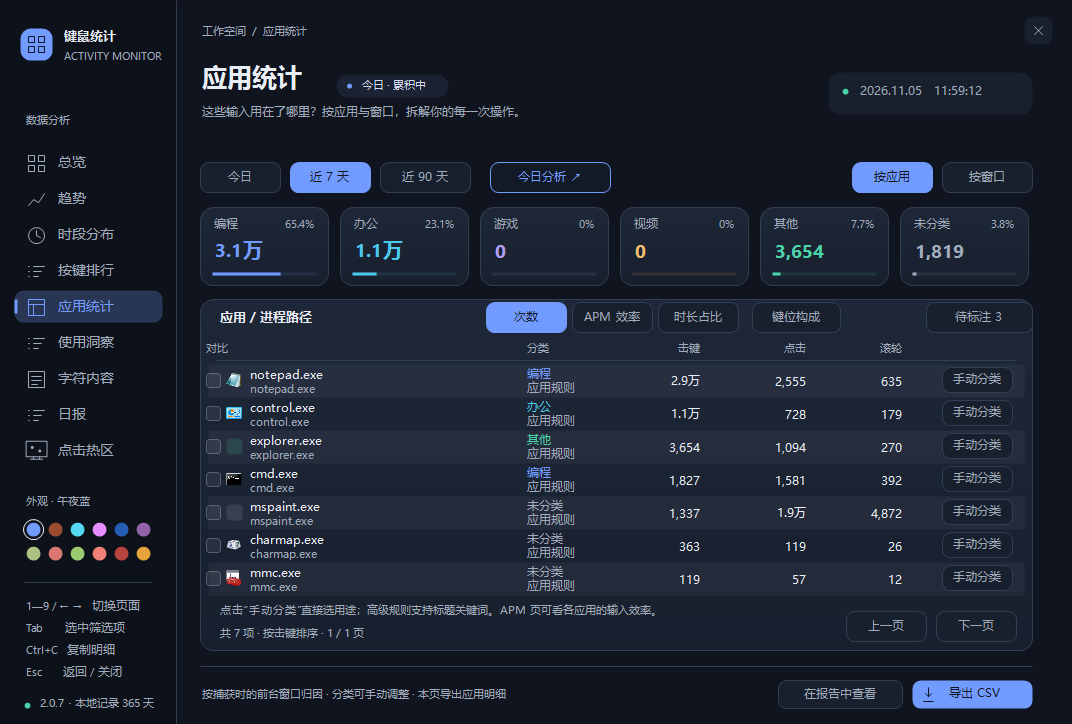 键鼠统计
ACTIVITY MONITOR
数据分析
总览
趋势
时段分布
按键排行
应用统计
使用洞察
字符内容
日报
点击热区
外观 · 午夜蓝
1—9 / ← → 切换页面
Tab 选中筛选项
Ctrl+C 复制明细
Esc 返回 / 关闭
2.0.7 · 本地记录 365 天
工作空间 / 应用统计
应用统计
今日 · 累积中
这些输入用在了哪里？按应用与窗口，拆解你的每一次操作。
2026.11.05 11:59:12
今日 近 7 天 近 90 天 今日分析 ↗ 按应用 按窗口
编程 65.4%
3.1万
办公 23.1%
1.1万
游戏 0%
0
视频 0%
0
其他 7.7%
3,654
未分类 3.8%
1,819
应用 / 进程路径 次数 APM 效率 时长占比 键位构成 待标注 3
对比 分类 击键 点击 滚轮
notepad.exe 编程
notepad.exe 应用规则 2.9万 2,555 635 手动分类
control.exe 办公
control.exe 应用规则 1.1万 728 179 手动分类
explorer.exe 其他
explorer.exe 应用规则 3,654 1,094 270 手动分类
cmd.exe 编程
cmd.exe 应用规则 1,827 1,581 392 手动分类
mspaint.exe 未分类
mspaint.exe 应用规则 1,337 1.9万 4,872 手动分类
charmap.exe 未分类
charmap.exe 应用规则 363 119 26 手动分类
mmc.exe 未分类
mmc.exe 应用规则 119 57 12 手动分类
点击“手动分类”直接选用途；高级规则支持标题关键词。APM 页可看各应用的输入效率。
共 7 项 · 按击键排序 · 1 / 1 页
上一页 下一页
按捕获时的前台窗口归因 · 分类可手动调整 · 本页导出应用明细
在报告中查看 导出 CSV